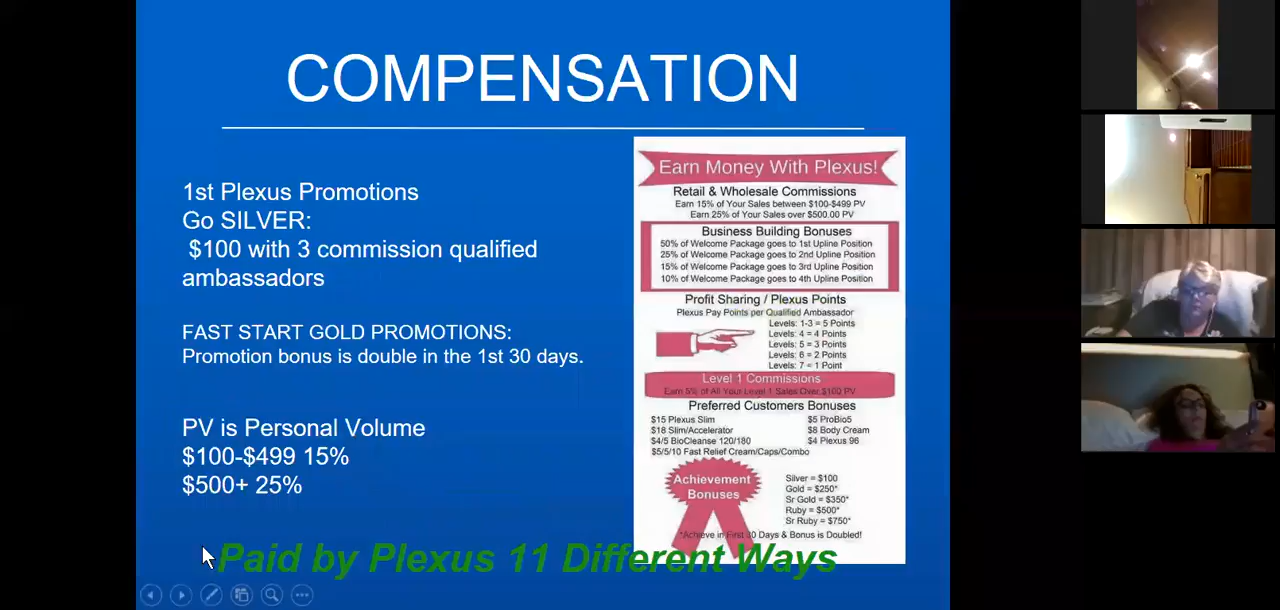 COMPENSATION
1st Plexus Promotions
Go SILVER:
$100 with 3 commission qualified
ambassadors
FAST START GOLD PROMOTIONS:
Promotion bonus is double in the 1st 30 days.
PV is Personal Volume
$100-$499 15%
$500+ 25%
Earn Money With Plexus!
Retail & Wholesale Commissions
Earn 15% of Your Sales between $100-$499 PV
Earn 25% of Your Sales over $500.00 PV
Business Building Bonuses
50% of Welcome Package goes to 1st Upline Position
25% of Welcome Package goes to 2nd Upline Position
15% of Welcome Package goes to 3rd Upline Position
10% of Welcome Package goes to 4th Upline Position
Profit Sharing / Plexus Points
Plexus Pay Points per Qualified Ambassador
Levels: 1-3 = 5 Points
Levels: 4 = 4 Points
Levels: 5 = 3 Points
Levels: 6 = 2 Points
Levels: 7 = 1 Point
Level 1 Commissions
Earn 5% of All Your Level 1 Sales Over $100 PV
Preferred Customers Bonuses
$15 Plexus Slim
$18 Slim/Accelerator
$4/5 BioCleanse 120/180
$5/5/10 Fast Relief Cream/Caps/Combo
$5 ProBio5
$8 Body Cream
$4 Plexus 96
Achievement
Bonuses
Silver = $100
Gold = $250*
Sr Gold = $350*
Ruby = $500*
Sr Ruby = $750*
*Achieve in First 30 Days & Bonus is Doubled!
Paid by Plexus 11 Different Ways